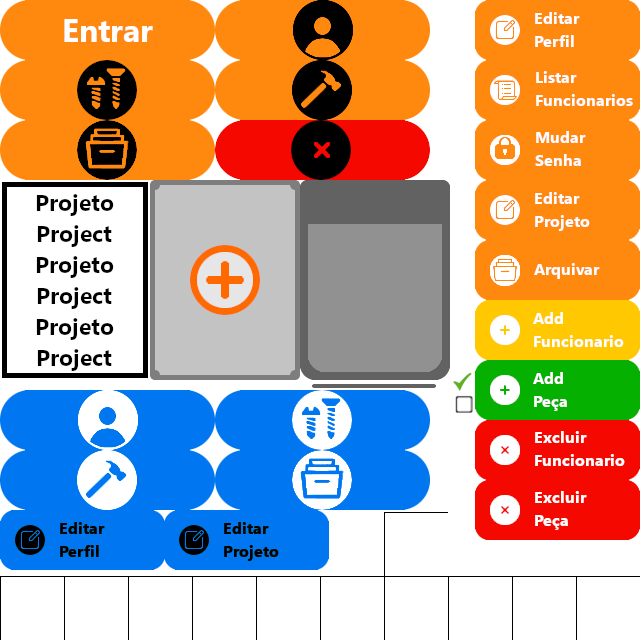 Entrar
Editar
Perfil
Listar
Funcionarios
Mudar
Senha
Editar
Projeto
Arquivar
Add
Funcionario
Add
Peça
Excluir
Funcionario
Excluir
Peça
Projeto
Project
Projeto
Project
Projeto
Project
Editar
Perfil
Editar
Projeto